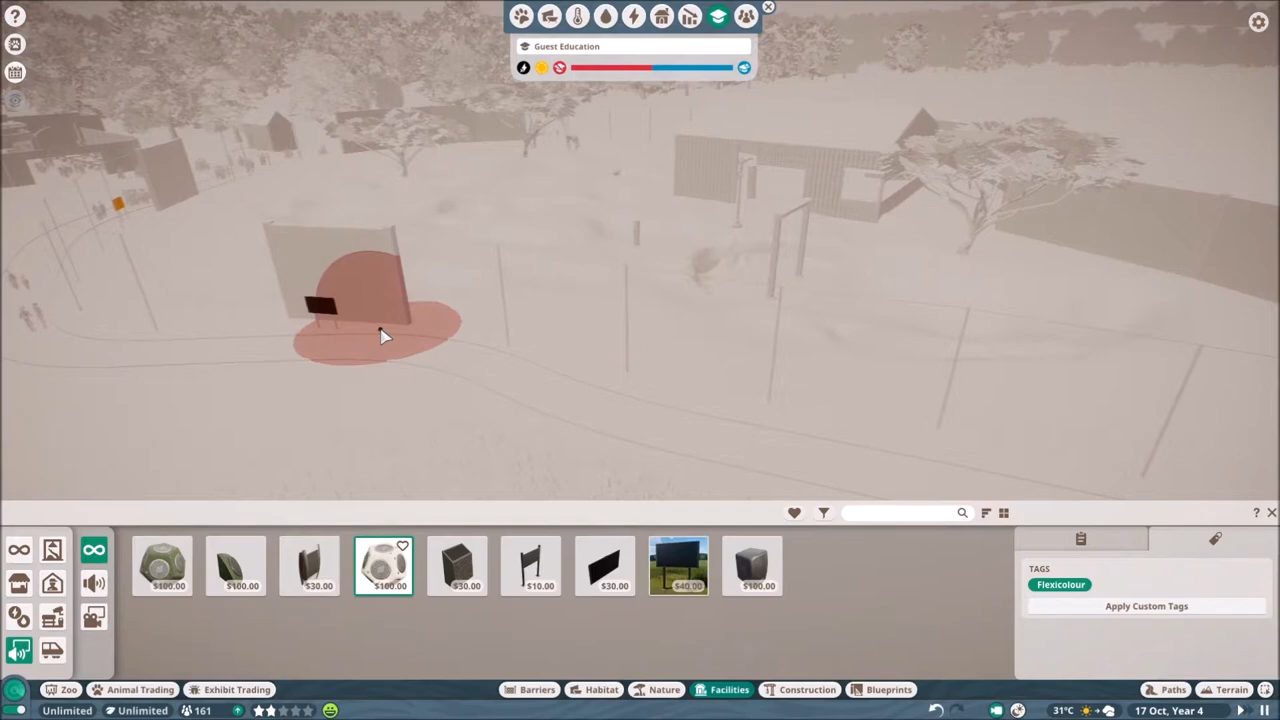 Guest Education
$100.00
$100.00
$30.00
$100.00
$30.00
$10.00
$30.00
$40.00
$100.00
TAGS
Flexicolour
Apply Custom Tags
Zoo
Animal Trading
Exhibit Trading
Barriers
Habitat
Nature
Facilities
Construction
Blueprints
Paths
Terrain
Unlimited
Unlimited
161
31°C
17 Oct, Year 4